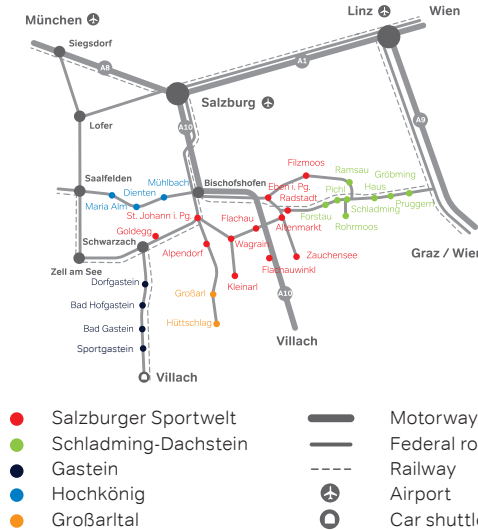 München
Linz
Wien
Siegsdorf
A8
A1
Salzburg
Lofer
A10
A9
Filzmoos
Ramsau
Gröbming
Saalfelden
Mühlbach
Bischofshofen
Eben i. Pg.
Pichl
Haus
Dienten
Radstadt
Maria Alm
St. Johann i. Pg.
Flachau
Forstau
Schladming
Pruggern
Goldegg
Altenmarkt
Rohrmoos
Schwarzach
Wagrain
Graz / Wien
Alpendorf
Zauchensee
Zell am See
Flachauwinkl
Dorfgastein
Kleinarl
Großarl
A10
Bad Hofgastein
Hüttschlag
Bad Gastein
Villach
Sportgastein
Villach
Salzburger Sportwelt
Schladming-Dachstein
Gastein
Hochkönig
Großarltal
Motorway
Federal ro
Railway
Airport
Car shuttle